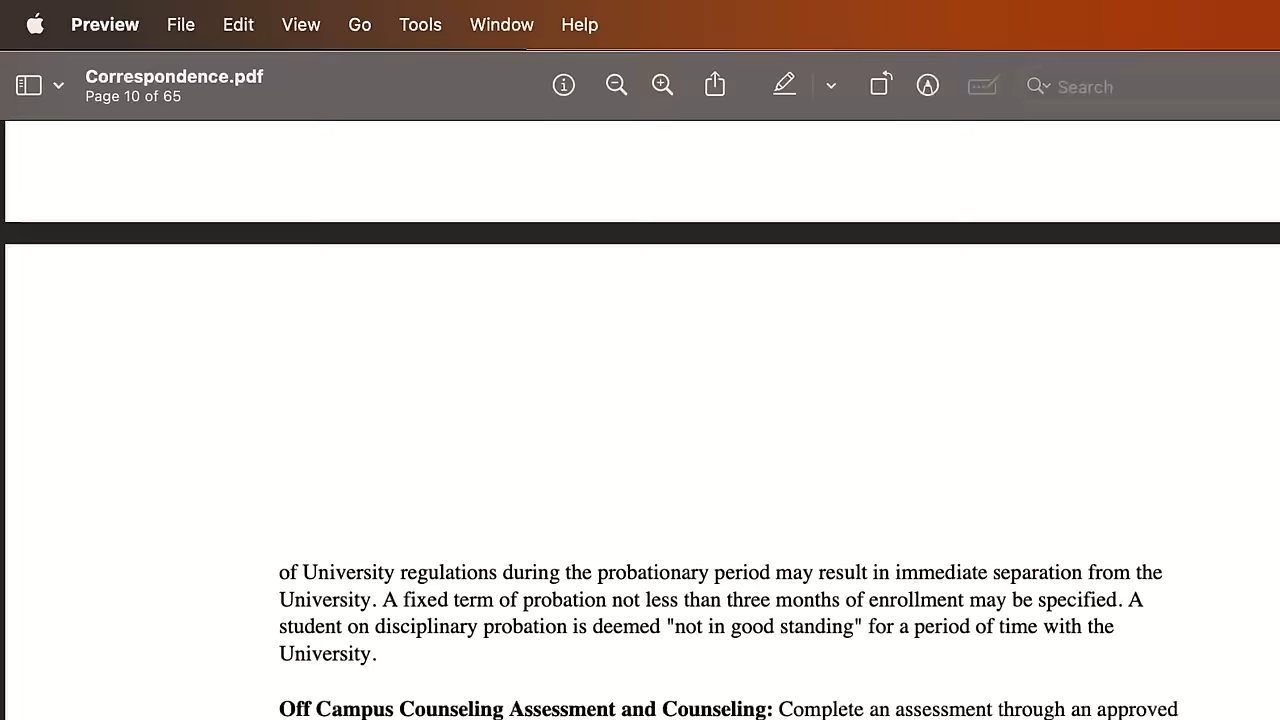 Preview File Edit View Go Tools Window Help
Correspondence.pdf
Page 10 of 65
Search
of University regulations during the probationary period may result in immediate separation from the
University. A fixed term of probation not less than three months of enrollment may be specified. A
student on disciplinary probation is deemed "not in good standing" for a period of time with the
University.
Off Campus Counseling Assessment and Counseling: Complete an assessment through an approved